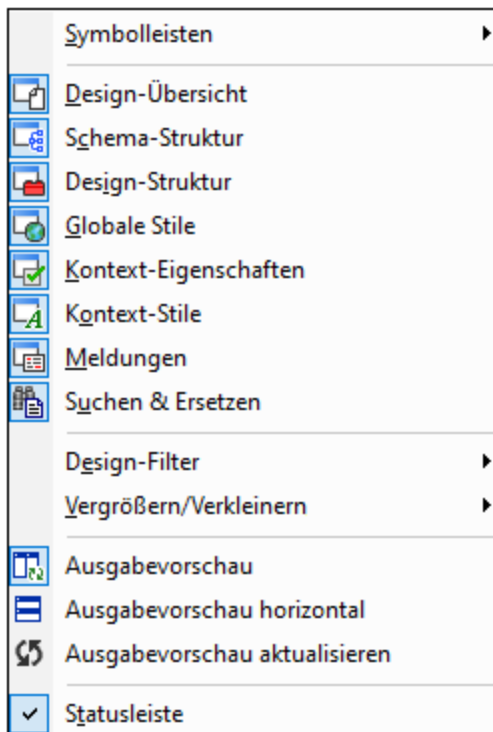 Symbolleisten
Design-Übersicht
Schema-Struktur
Design-Struktur
Globale Stile
Kontext-Eigenschaften
Kontext-Stile
Meldungen
Suchen & Ersetzen
Design-Filter
Vergrößern/Verkleinern
Ausgabevorschau
Ausgabevorschau horizontal
Ausgabevorschau aktualisieren
Statusleiste